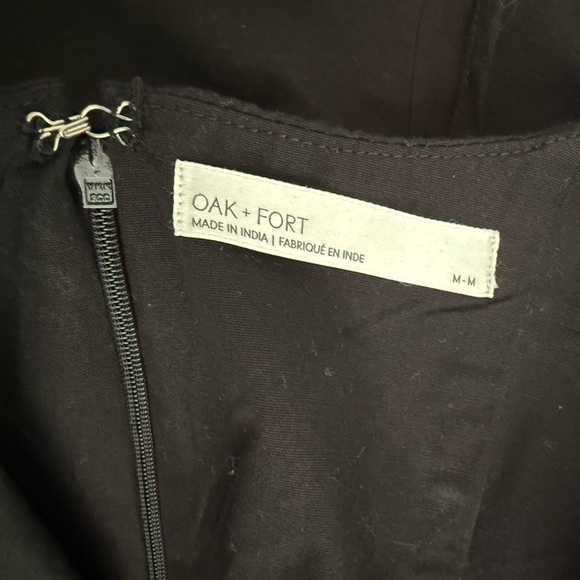 OAK + FORT
MADE IN INDIA | FABRIQUÉ EN INDE
M-M